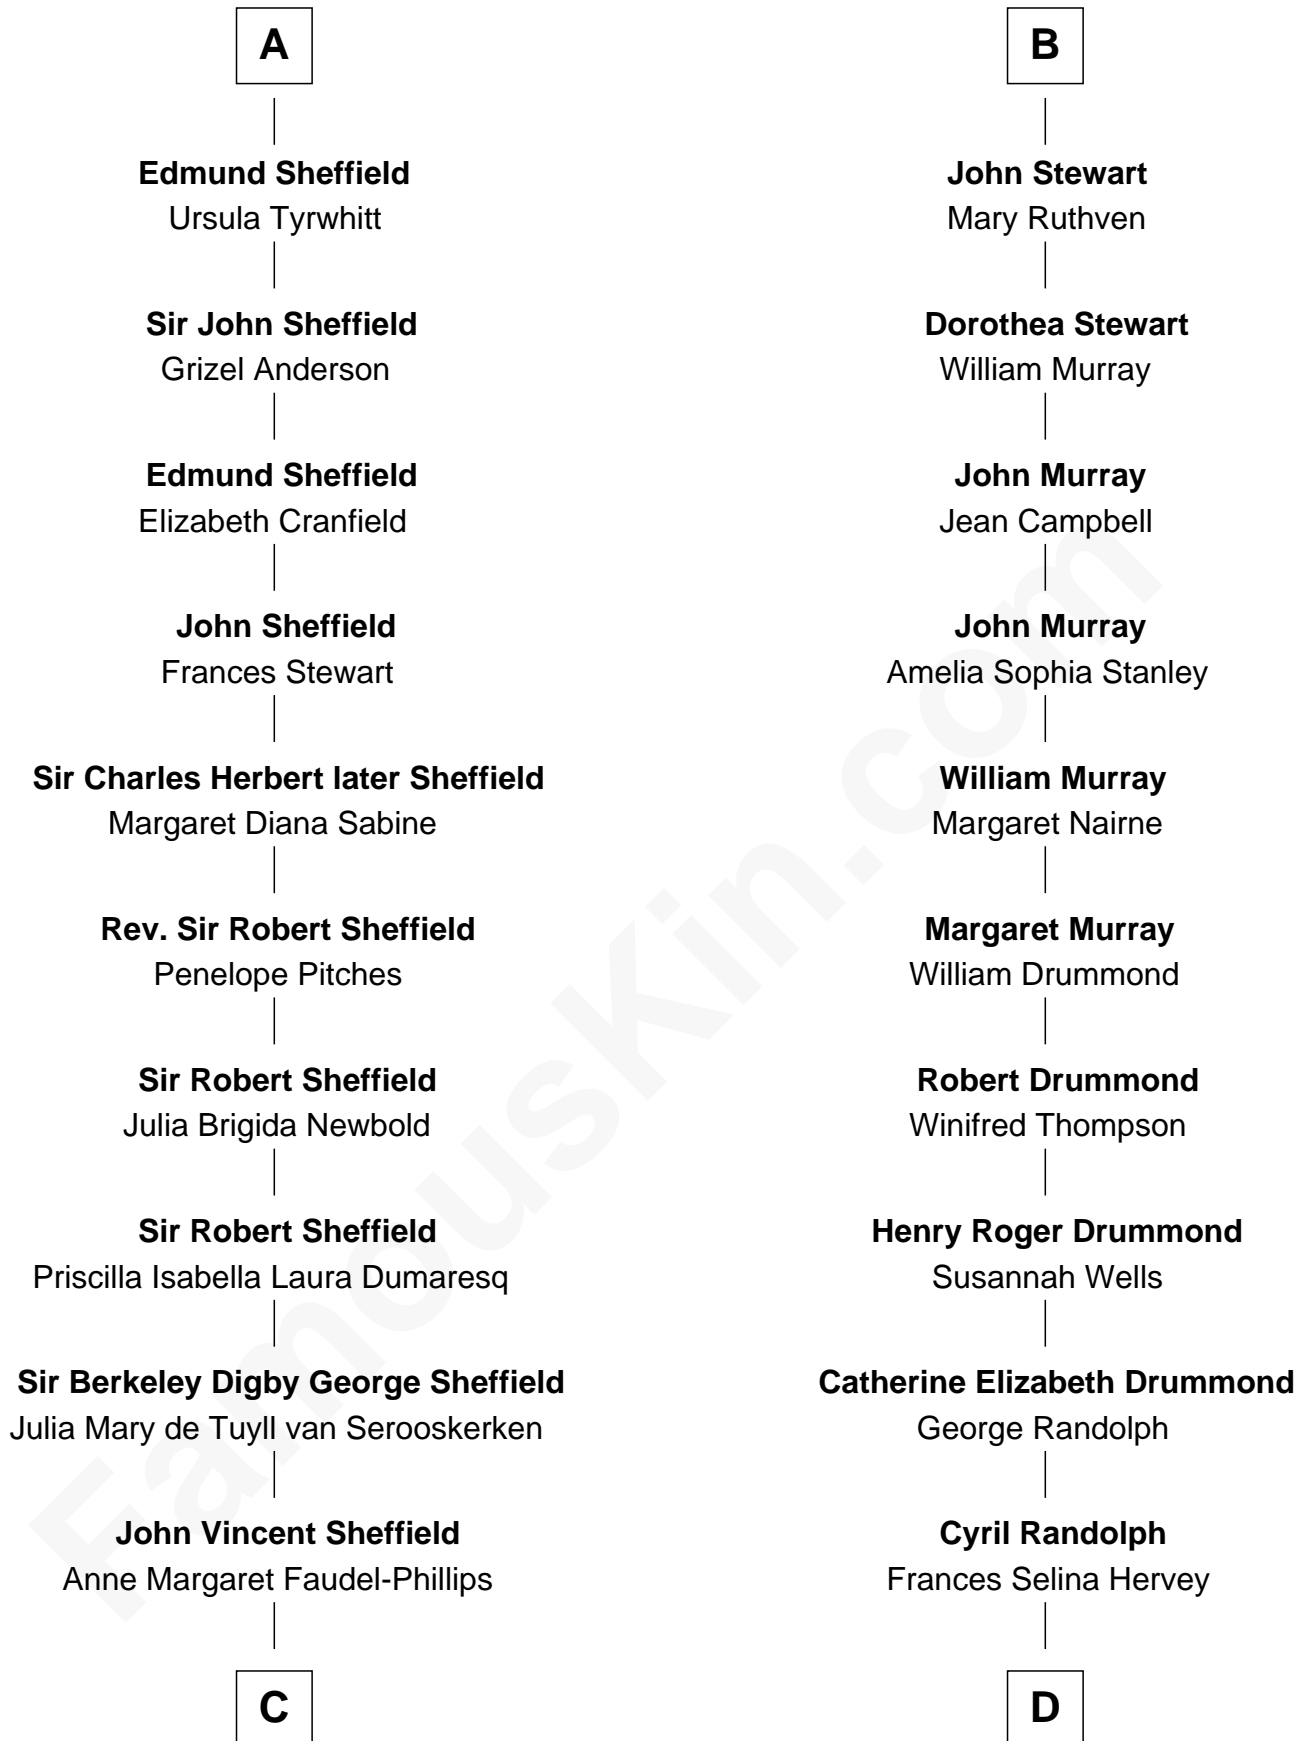 A
Edmund Sheffield
Ursula Tyrwhitt
Sir John Sheffield
Grizel Anderson
Edmund Sheffield
Elizabeth Cranfield
John Sheffield
Frances Stewart
Sir Charles Herbert later Sheffield
Margaret Diana Sabine
Rev. Sir Robert Sheffield
Penelope Pitches
Sir Robert Sheffield
Julia Brigida Newbold
Sir Robert Sheffield
Priscilla Isabella Laura Dumaresq
Sir Berkeley Digby George Sheffield
Julia Mary de Tuyll van Serooskerken
John Vincent Sheffield
Anne Margaret Faudel-Phillips
C
B
John Stewart
Mary Ruthven
Dorothea Stewart
William Murray
John Murray
Jean Campbell
John Murray
Amelia Sophia Stanley
William Murray
Margaret Nairne
Margaret Murray
William Drummond
Robert Drummond
Winifred Thompson
Henry Roger Drummond
Susannah Wells
Catherine Elizabeth Drummond
George Randolph
Cyril Randolph
Frances Selina Hervey
D
FamousKin.com